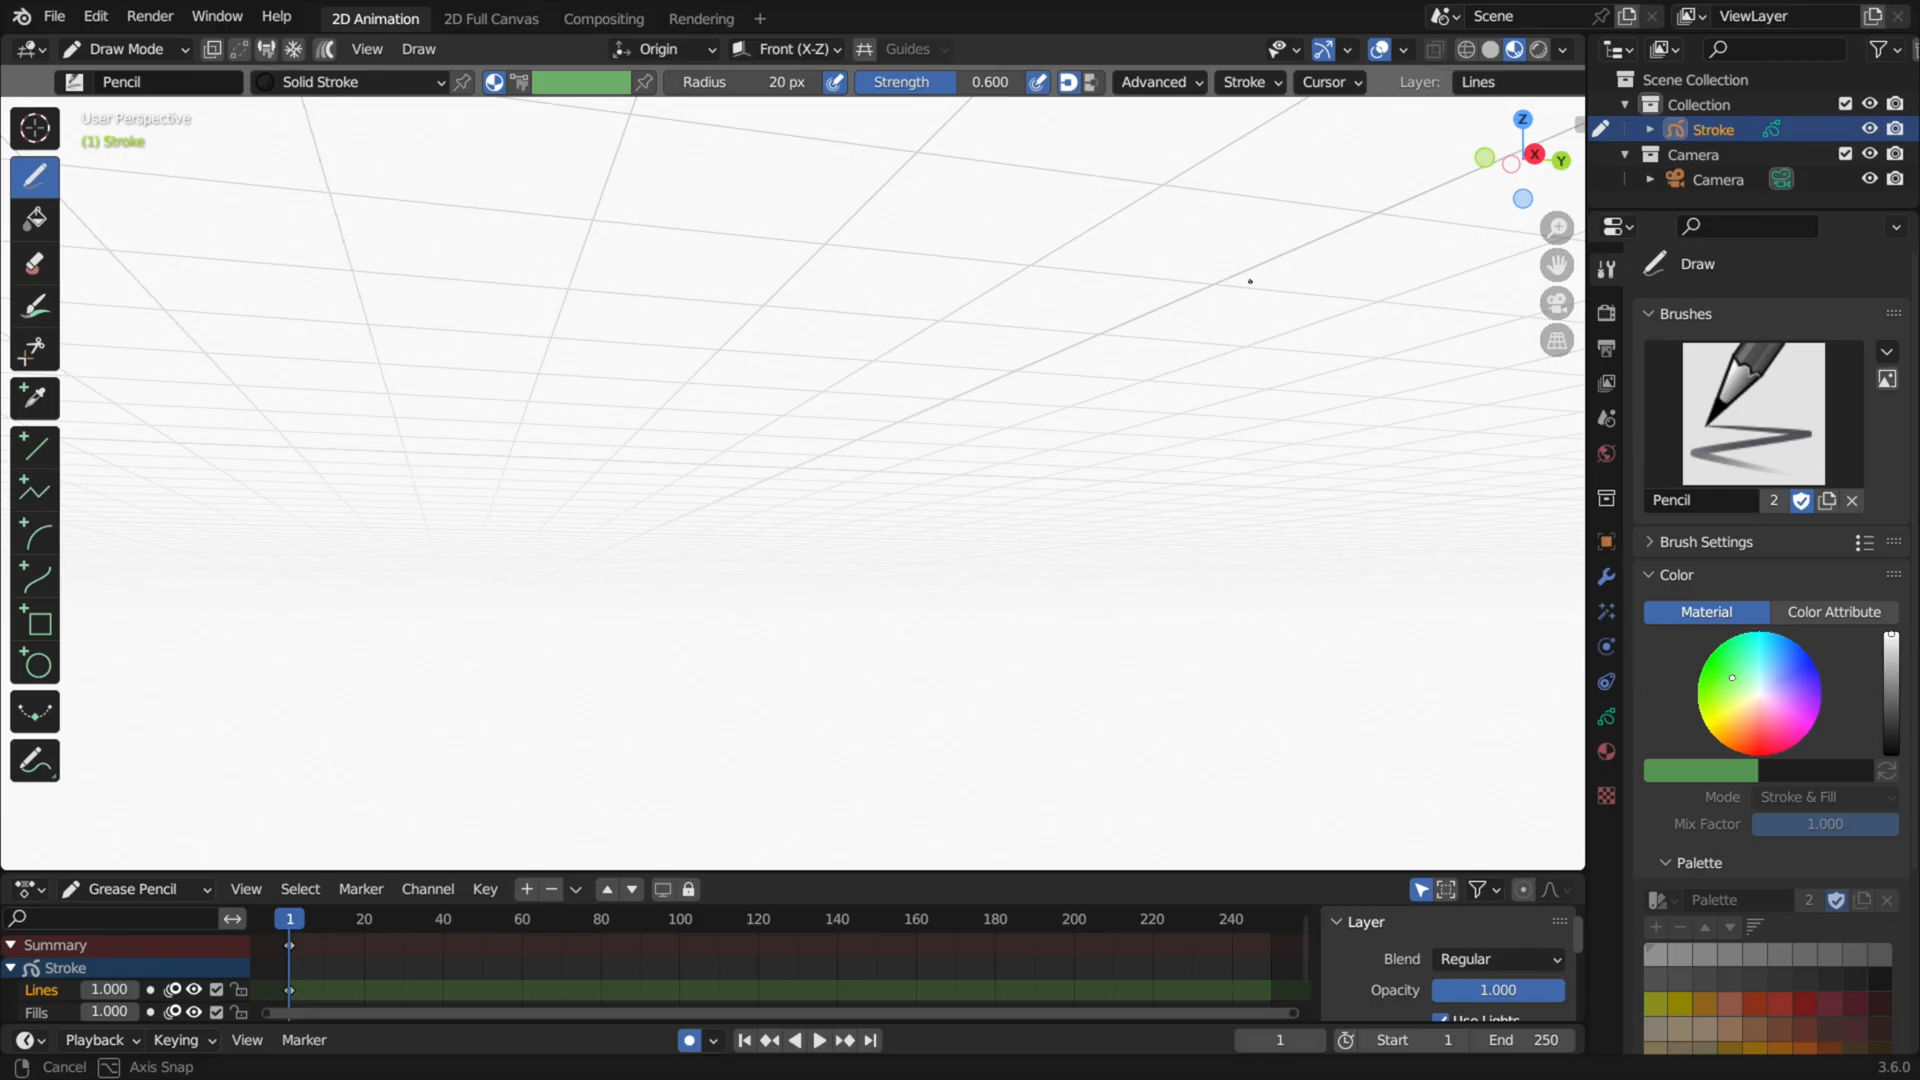 File Edit Render Window Help 2D Animation 2D Full Canvas Compositing Rendering + Scene ViewLayer
Draw Mode View Draw Origin Front (X-Z) Guides
Pencil Solid Stroke Radius 20 px Strength 0.600 Advanced Stroke Cursor Layer: Lines
Scene Collection
Collection
Stroke
Camera
Camera
User Perspective
(1) Stroke
Z
X
Y
Draw
Brushes
Pencil 2
Brush Settings
Color
Material Color Attribute
Mode Stroke & Fill
Mix Factor 1.000
Palette
Palette 2
Grease Pencil View Select Marker Channel Key
1 20 40 60 80 100 120 140 160 180 200 220 240
Summary
Stroke
Lines 1.000
Fills 1.000
Layer
Blend Regular
Opacity 1.000
Use Lights
Playback Keying View Marker 1 Start 1 End 250
Cancel Axis Snap 3.6.0